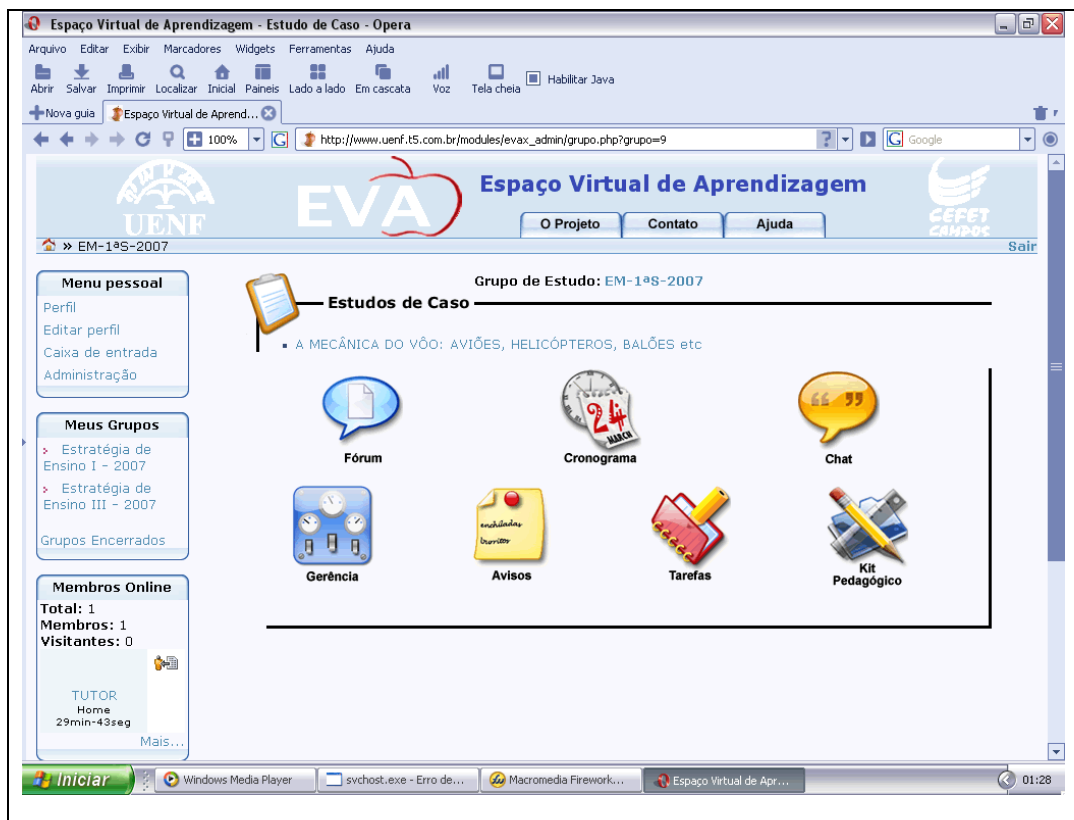 Espaço Virtual de Aprendizagem - Estudo de Caso - Opera
Arquivo Editar Exibir Marcadores Widgets Ferramentas Ajuda
Abrir Salvar Imprimir Localizar Inicial Paineis Lado a lado Em cascata Voz Tela cheia Habilitar Java
Nova guia Espaço Virtual de Aprend...
100% G http://www.uenf.t5.com.br/modules/evax_admin/grupo.php?grupo=9 ? G Google
UENF
EVA
Espaço Virtual de Aprendizagem
CEFET
CAMPOS
O Projeto Contato Ajuda
» EM-1ªS-2007
Sair
Menu pessoal
Perfil
Editar perfil
Caixa de entrada
Administração
Meus Grupos
Estratégia de
Ensino I - 2007
Estratégia de
Ensino III - 2007
Grupos Encerrados
Membros Online
Total: 1
Membros: 1
Visitantes: 0
TUTOR
Home
29min-43seg
Mais...
Grupo de Estudo: EM-1ªS-2007
Estudos de Caso
A MECÂNICA DO VÔO: AVIÕES, HELICÓPTEROS, BALÕES etc
Fórum
24
MARCH
Cronograma
Chat
Gerência
enchiladas
burritos
Avisos
Tarefas
Kit
Pedagógico
Iniciar Windows Media Player svchost.exe - Erro de... Macromedia Firework... Espaço Virtual de Apr... 01:28